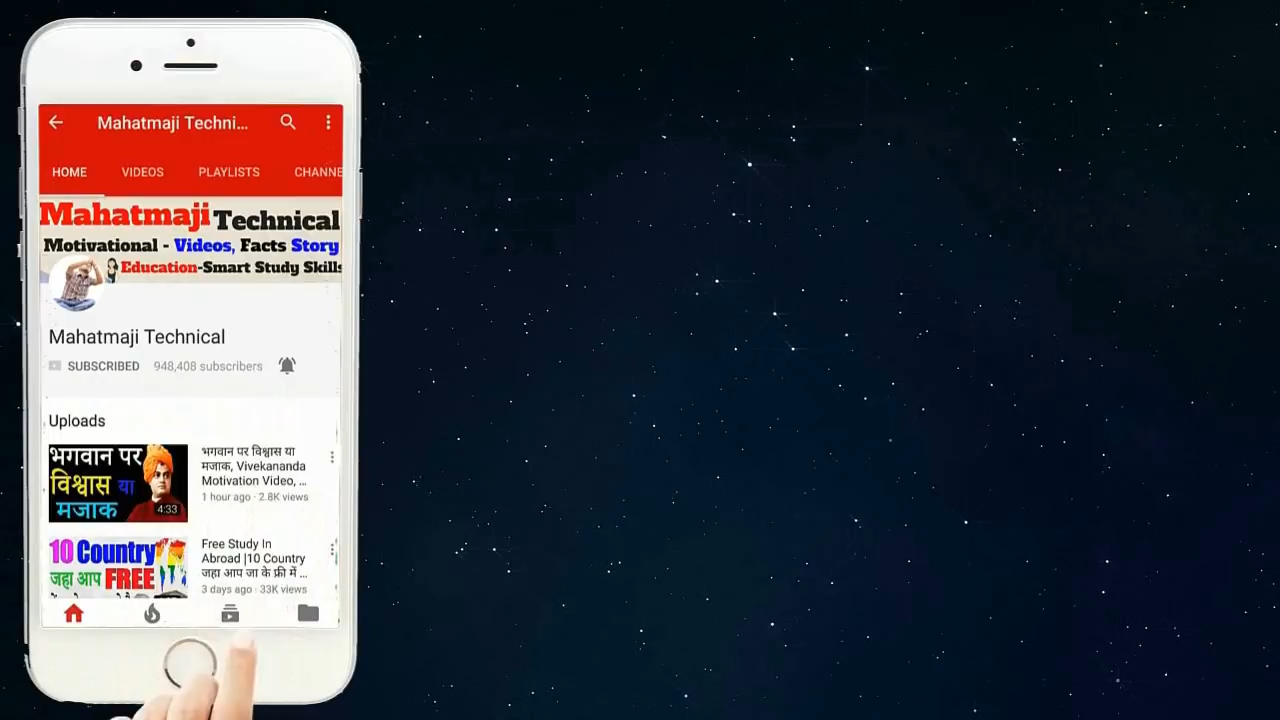 Mahatmaji Techni...
HOME VIDEOS PLAYLISTS CHANNE
Mahatmaji Technical
Motivational - Videos, Facts Story
Education-Smart Study Skills
Mahatmaji Technical
SUBSCRIBED 948,408 subscribers
Uploads
भगवान पर
विश्वास या
मजाक
4:33
भगवान पर विश्वास या
मजाक, Vivekananda
Motivation Video, ...
1 hour ago · 2.8K views
10 Country
जहा आप FREE
Free Study In
Abroad |10 Country
जहा आप जा के फ्री में ...
3 days ago · 33K views